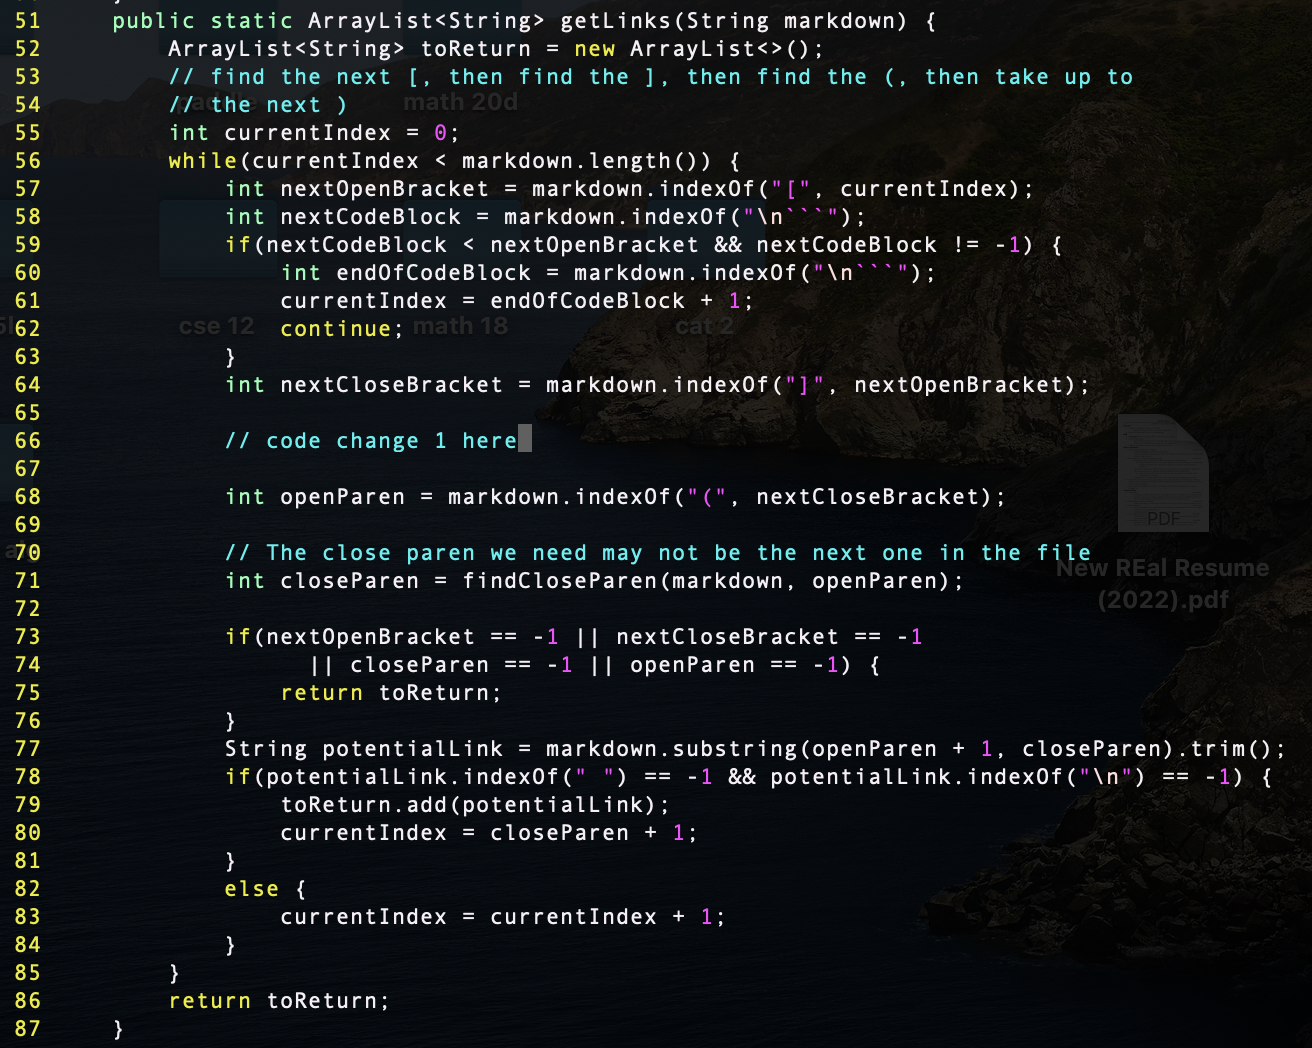 51 public static ArrayList<String> getLinks(String markdown) {
52 ArrayList<String> toReturn = new ArrayList<>();
53 // find the next [, then find the ], then find the (, then take up to
54 // the next )
math 20d
55 int currentIndex = 0;
56 while(currentIndex < markdown.length()) {
57 int nextOpenBracket = markdown.indexOf("[", currentIndex);
58 int nextCodeBlock = markdown.indexOf("\n```");
59 if(nextCodeBlock < nextOpenBracket && nextCodeBlock != -1) {
60 int endOfCodeBlock = markdown.indexOf("\n```");
61 currentIndex = endOfCodeBlock + 1;
62 continue;
cse 12 math 18 cat 2
63 }
64 int nextCloseBracket = markdown.indexOf("]", nextOpenBracket);
65
66 // code change 1 here
67
68 int openParen = markdown.indexOf("(", nextCloseBracket);
PDF
69
70 // The close paren we need may not be the next one in the file
71 int closeParen = findCloseParen(markdown, openParen);
New REal Resume
(2022).pdf
72
73 if(nextOpenBracket == -1 || nextCloseBracket == -1
74 || closeParen == -1 || openParen == -1) {
75 return toReturn;
76 }
77 String potentialLink = markdown.substring(openParen + 1, closeParen).trim();
78 if(potentialLink.indexOf(" ") == -1 && potentialLink.indexOf("\n") == -1) {
79 toReturn.add(potentialLink);
80 currentIndex = closeParen + 1;
81 }
82 else {
83 currentIndex = currentIndex + 1;
84 }
85 }
86 return toReturn;
87 }